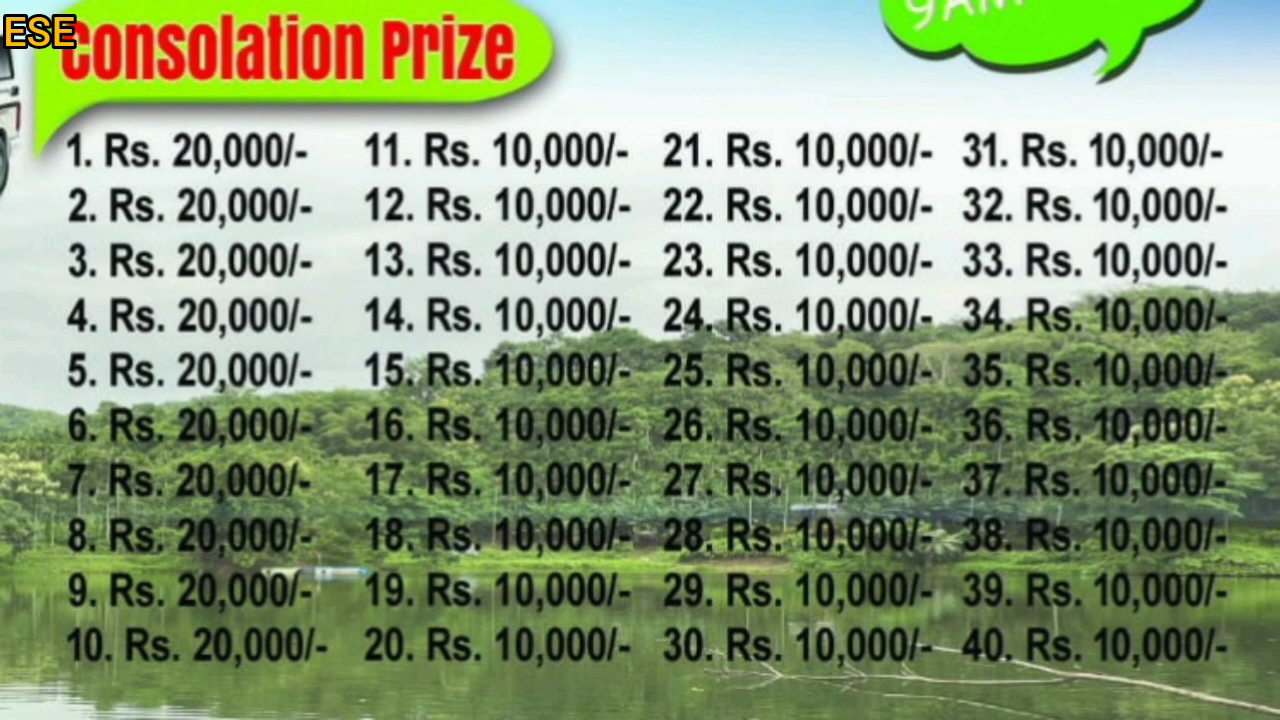 ESE
Consolation Prize
9 AM
1. Rs. 20,000/- 11. Rs. 10,000/- 21. Rs. 10,000/- 31. Rs. 10,000/-
2. Rs. 20,000/- 12. Rs. 10,000/- 22. Rs. 10,000/- 32. Rs. 10,000/-
3. Rs. 20,000/- 13. Rs. 10,000/- 23. Rs. 10,000/- 33. Rs. 10,000/-
4. Rs. 20,000/- 14. Rs. 10,000/- 24. Rs. 10,000/- 34. Rs. 10,000/-
5. Rs. 20,000/- 15. Rs. 10,000/- 25. Rs. 10,000/- 35. Rs. 10,000/-
6. Rs. 20,000/- 16. Rs. 10,000/- 26. Rs. 10,000/- 36. Rs. 10,000/-
7. Rs. 20,000/- 17. Rs. 10,000/- 27. Rs. 10,000/- 37. Rs. 10,000/-
8. Rs. 20,000/- 18. Rs. 10,000/- 28. Rs. 10,000/- 38. Rs. 10,000/-
9. Rs. 20,000/- 19. Rs. 10,000/- 29. Rs. 10,000/- 39. Rs. 10,000/-
10. Rs. 20,000/- 20. Rs. 10,000/- 30. Rs. 10,000/- 40. Rs. 10,000/-